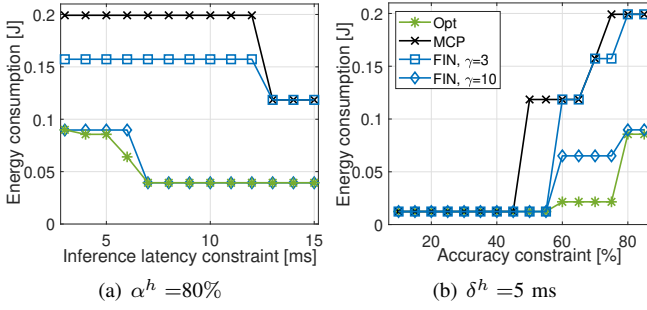 Energy consumption [J]
0.2
0.15
0.1
0.05
0
5
10
15
Inference latency constraint [ms]
(a) α^h =80%
Energy consumption [J]
0.2
0.15
0.1
0.05
0
20
40
60
80
Accuracy constraint [%]
Opt
MCP
FIN, γ=3
FIN, γ=10
(b) δ^h =5 ms